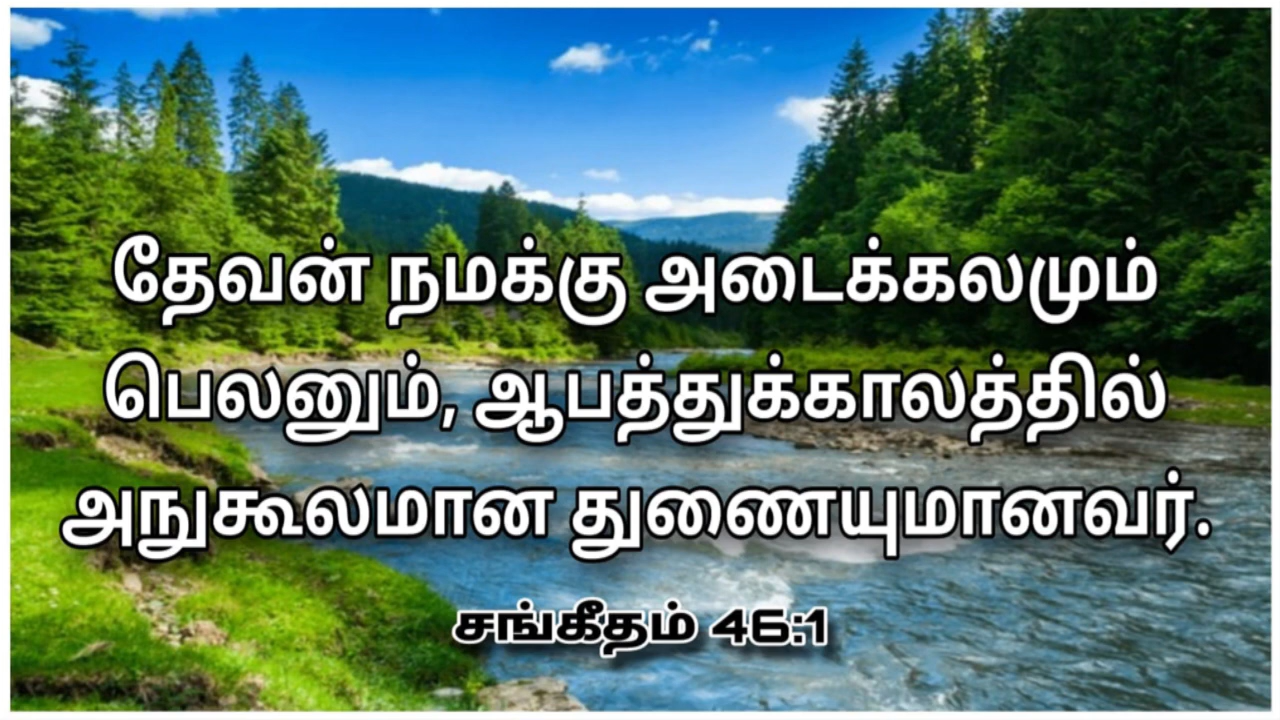 தேவன் நமக்கு அடைக்கலமும்
பெலனும், ஆபத்துக்காலத்தில்
அநுகூலமான துணையுமானவர்.
சங்கீதம் 46:1